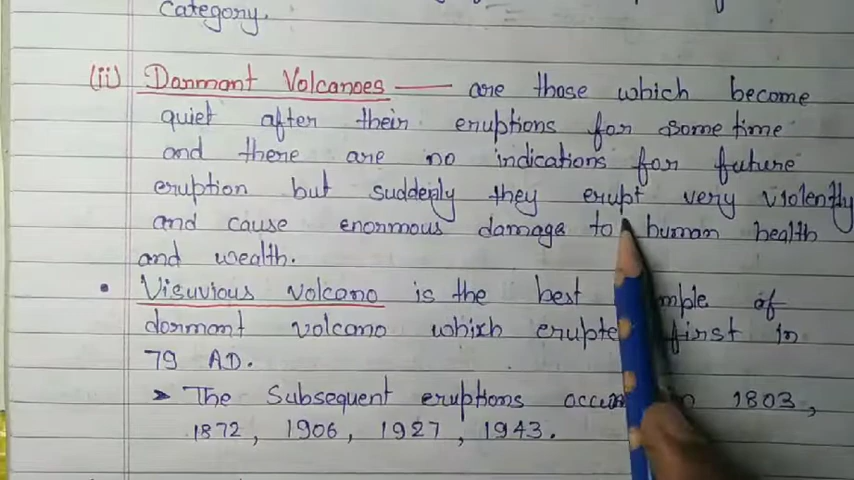 Category.
(ii) Dormant Volcanoes — are those which become
quiet after their eruptions for some time
and there are no indications for future
eruption but suddenly they erupt very violently
and cause enormous damage to human health
and wealth.
• Visuvious volcano is the best mple of
dormant volcano which erupte first in
79 AD.
➤ The Subsequent eruptions occur 1803,
1872, 1906, 1927, 1943.